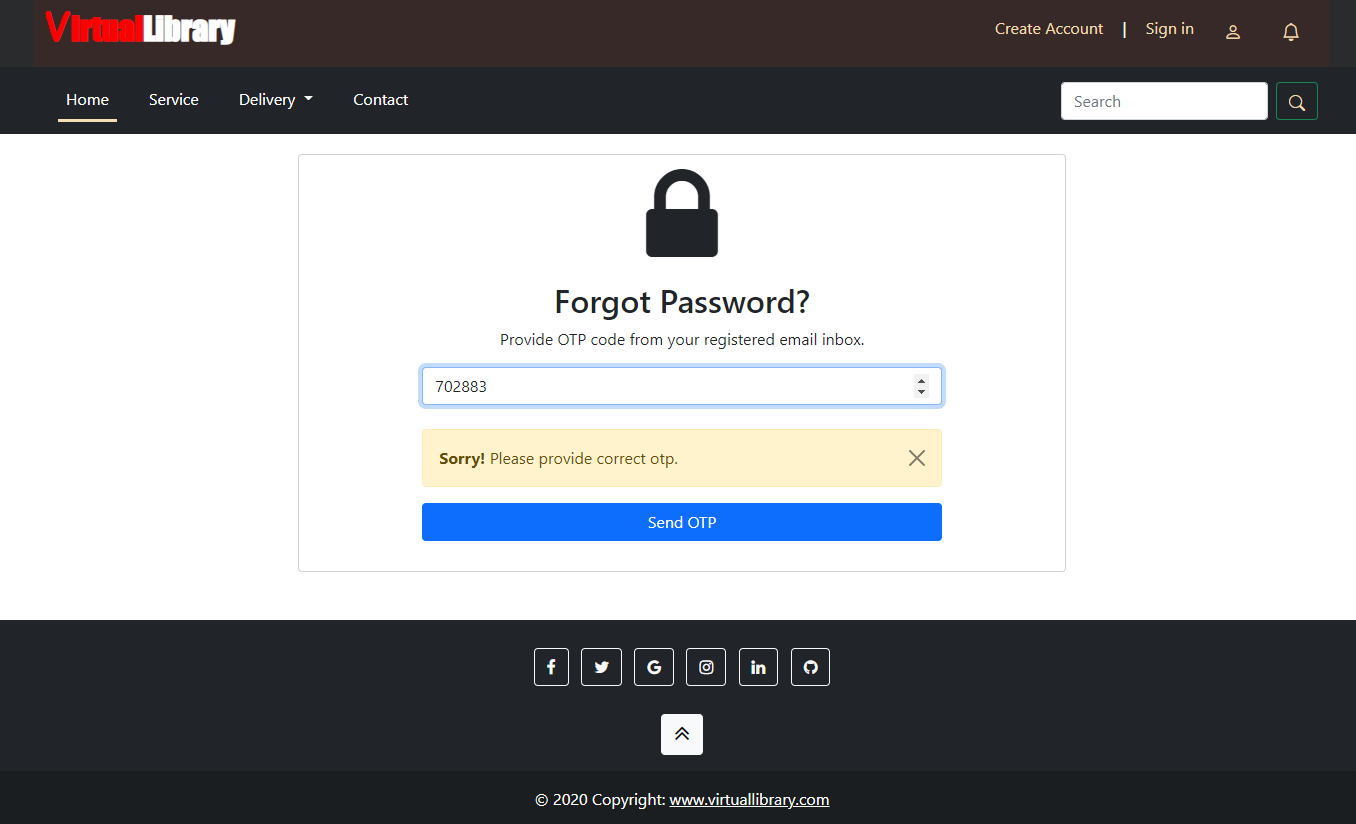 VirtualLibrary
Create Account | Sign in
Home Service Delivery Contact Search
Forgot Password?
Provide OTP code from your registered email inbox.
702883
Sorry! Please provide correct otp.
Send OTP
© 2020 Copyright: www.virtuallibrary.com